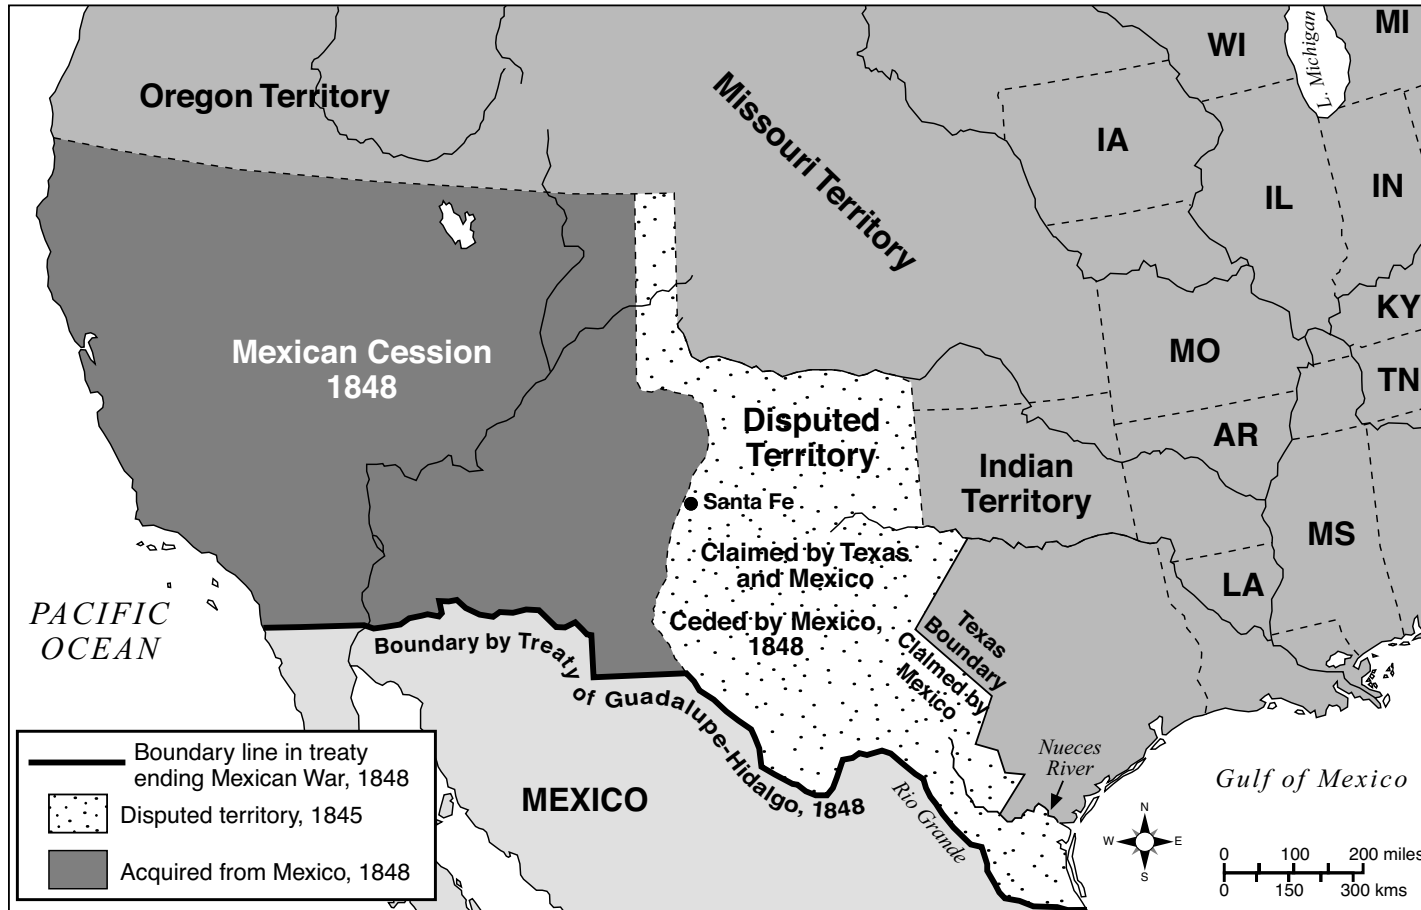 Oregon Territory
Missouri Territory
WI
L. Michigan
MI
IA
IL
IN
Mexican Cession
1848
MO
KY
TN
AR
Disputed
Territory
Indian
Territory
Santa Fe
MS
Claimed by Texas
and Mexico
LA
Ceded by Mexico,
1848
Texas
Boundary
Claimed by
Mexico
PACIFIC
OCEAN
Boundary by Treaty of Guadalupe-Hidalgo, 1848
Nueces
River
Gulf of Mexico
MEXICO
Rio Grande
Boundary line in treaty
ending Mexican War, 1848
Disputed territory, 1845
Acquired from Mexico, 1848
N
W E
S
0 100 200 miles
0 150 300 kms